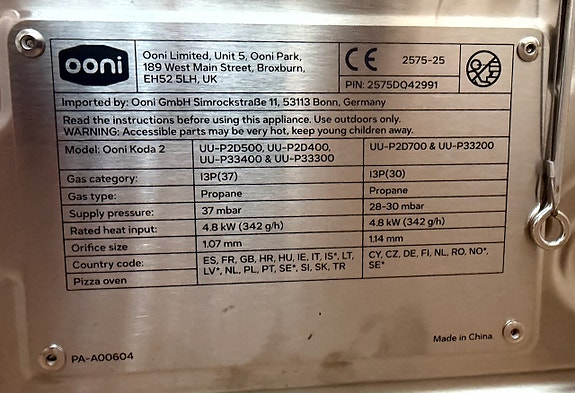 ooni
Ooni Limited, Unit 5, Ooni Park,
189 West Main Street, Broxburn,
EH52 5LH, UK
CE 2575-25
PIN: 2575DQ42991
Imported by: Ooni GmbH Simrockstraße 11, 53113 Bonn, Germany
Read the instructions before using this appliance. Use outdoors only.
WARNING: Accessible parts may be very hot, keep young children away.
Model: Ooni Koda 2 UU-P2D500, UU-P2D400, UU-P2D700 & UU-P33200
UU-P33400 & UU-P33300
Gas category: I3P(37) I3P(30)
Gas type: Propane Propane
Supply pressure: 37 mbar 28-30 mbar
Rated heat input: 4.8 kW (342 g/h) 4.8 kW (342 g/h)
Orifice size 1.07 mm 1.14 mm
Country code: ES, FR, GB, HR, HU, IE, IT, IS*, LT, CY, CZ, DE, FI, NL, RO, NO*,
LV*, NL, PL, PT, SE*, SI, SK, TR SE*
Pizza oven
Made in China
PA-A00604